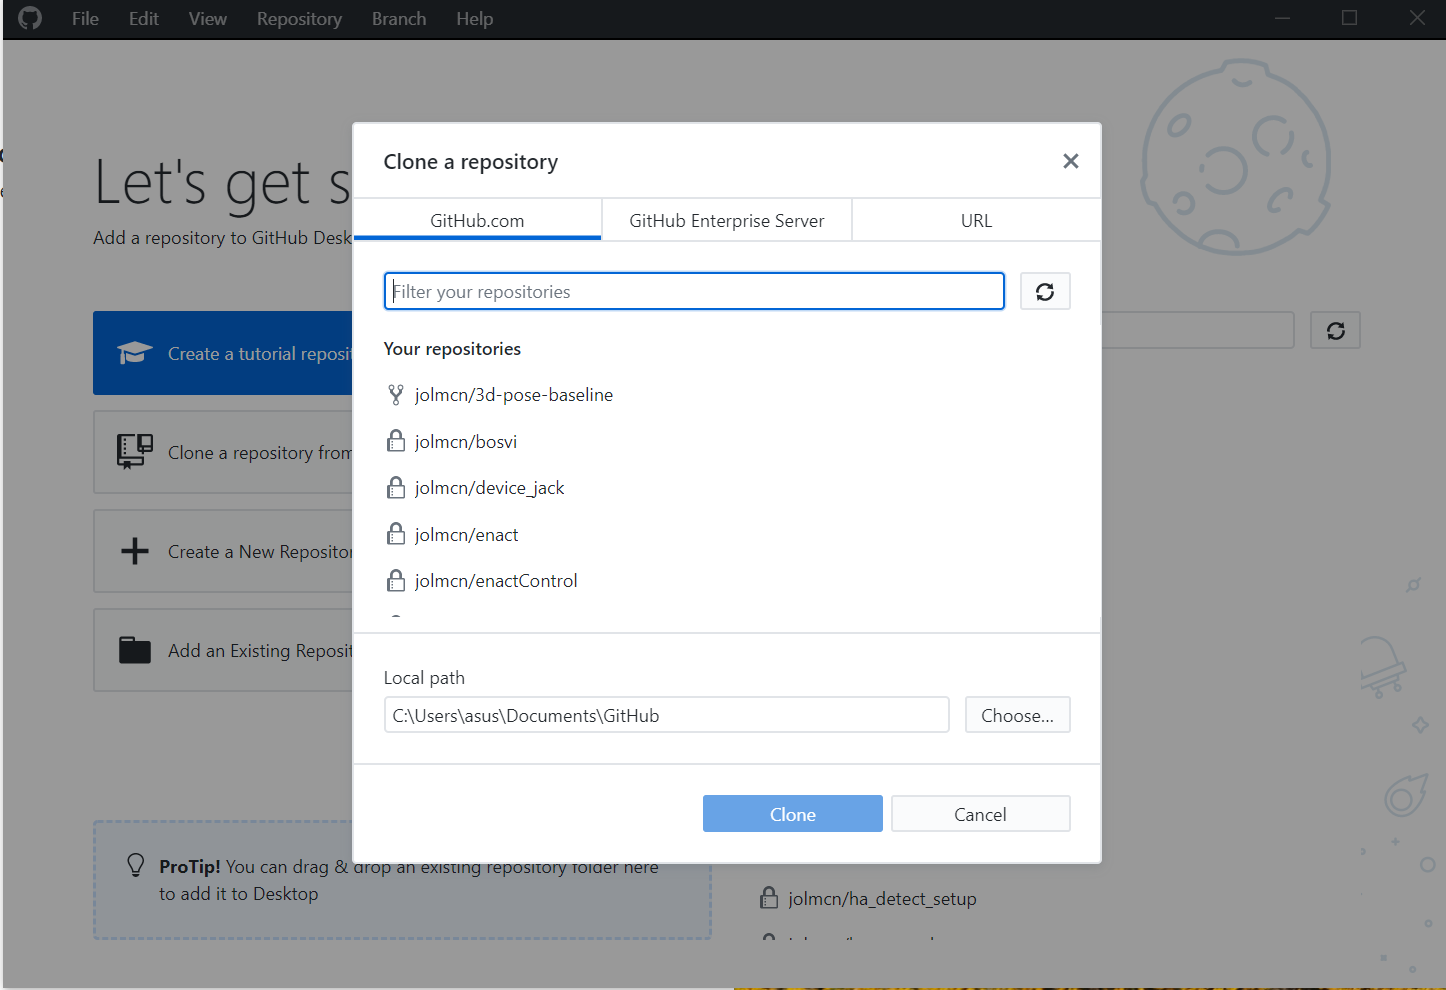 File Edit View Repository Branch Help
Let's get s
Add a repository to GitHub Desk
Create a tutorial reposit
Clone a repository from
Create a New Repositor
Add an Existing Reposit
Clone a repository
GitHub.com GitHub Enterprise Server URL
Filter your repositories
Your repositories
jolmcn/3d-pose-baseline
jolmcn/bosvi
jolmcn/device_jack
jolmcn/enact
jolmcn/enactControl
Local path
C:\Users\asus\Documents\GitHub Choose...
Clone Cancel
ProTip! You can drag & drop an existing repository folder here
to add it to Desktop
jolmcn/ha_detect_setup